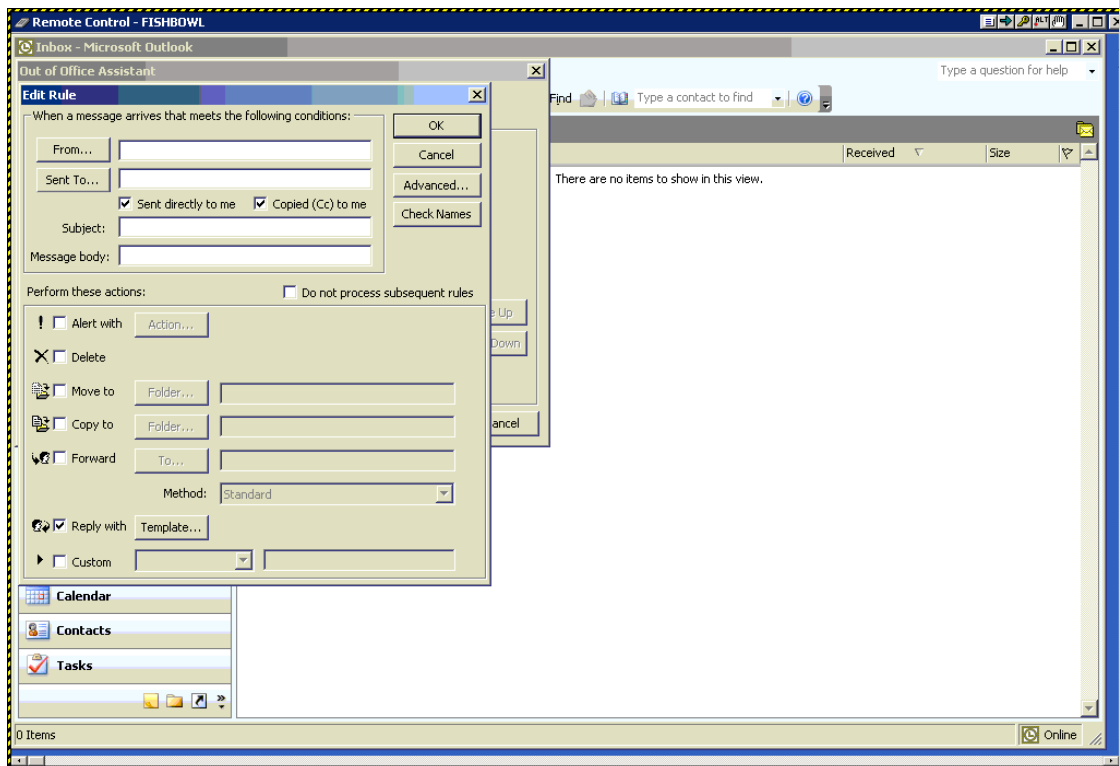 Remote Control - FISHBOWL
ALT
Inbox - Microsoft Outlook
Out of Office Assistant
Type a question for help
Edit Rule
Find
Type a contact to find
When a message arrives that meets the following conditions:
OK
From...
Cancel
Received
Size
Sent To...
Advanced...
There are no items to show in this view.
Sent directly to me
Copied (Cc) to me
Check Names
Subject:
Message body:
Perform these actions:
Do not process subsequent rules
Alert with
Action...
e Up
Delete
Down
Move to
Folder...
Copy to
Folder...
ancel
Forward
To...
Method:
Standard
Reply with
Template...
Custom
Calendar
Contacts
Tasks
0 Items
Online